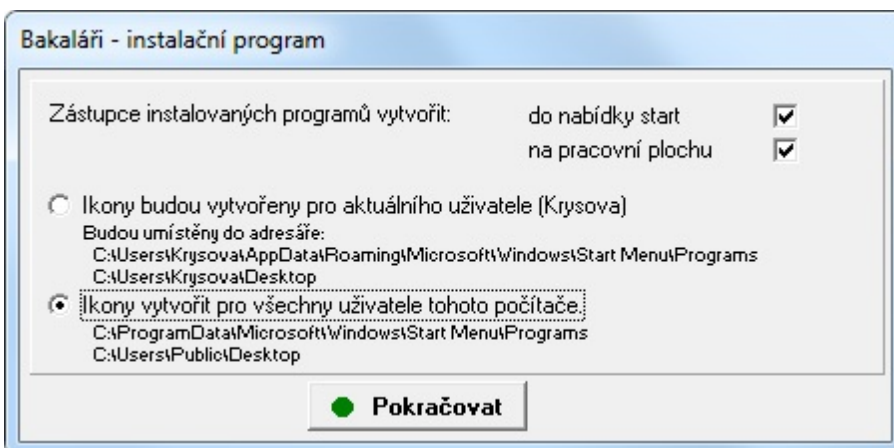 Bakaláři - instalační program
Zástupce instalovaných programů vytvořit: do nabídky start
na pracovní plochu
Ikony budou vytvořeny pro aktuálního uživatele (Krysova)
Budou umístěny do adresáře:
C:\Users\Krysova\AppData\Roaming\Microsoft\Windows\Start Menu\Programs
C:\Users\Krysova\Desktop
Ikony vytvořit pro všechny uživatele tohoto počítače.
C:\ProgramData\Microsoft\Windows\Start Menu\Programs
C:\Users\Public\Desktop
Pokračovat